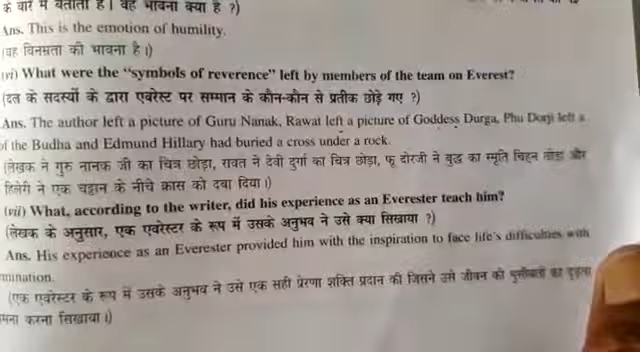 के बारे में बताता है। वह भावना क्या है ?)
Ans. This is the emotion of humility.
(वह विनम्रता की भावना है।)
(vi) What were the “symbols of reverence” left by members of the team on Everest?
(दल के सदस्यों के द्वारा एवरेस्ट पर सम्मान के कौन-कौन से प्रतीक छोड़े गए ?)
Ans. The author left a picture of Guru Nanak, Rawat left a picture of Goddess Durga, Phu Dorji left a
of the Budha and Edmund Hillary had buried a cross under a rock.
(लेखक ने गुरु नानक जी का चित्र छोड़ा, रावत ने देवी दुर्गा का चित्र छोड़ा, फू दोरजी ने बुद्ध का स्मृति चिह्न छोड़ा और
हिलेरी ने एक चट्टान के नीचे क्रास को दबा दिया।)
(vii) What, according to the writer, did his experience as an Everester teach him?
(लेखक के अनुसार, एक एवरेस्टर के रूप में उसके अनुभव ने उसे क्या सिखाया ?)
Ans. His experience as an Everester provided him with the inspiration to face life's difficulties with
mination.
(एक एवरेस्टर के रूप में उसके अनुभव ने उसे एक सही प्रेरणा शक्ति प्रदान की जिसने उसे जीवन की मुसीबतों का दृढ़ता
मना करना सिखाया।)